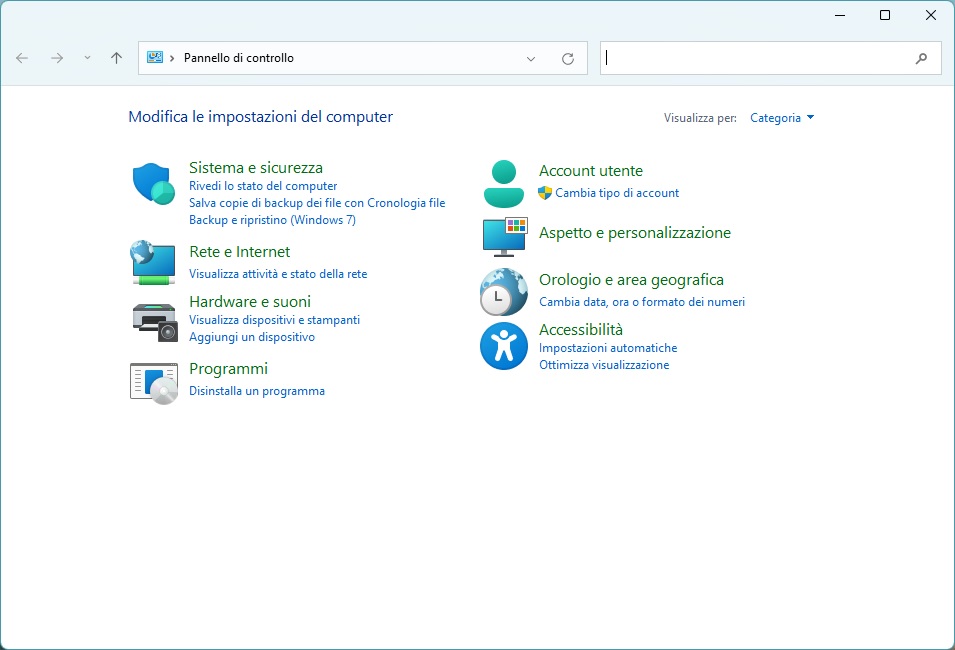 Pannello di controllo
Modifica le impostazioni del computer
Visualizza per: Categoria
Sistema e sicurezza
Rivedi lo stato del computer
Salva copie di backup dei file con Cronologia file
Backup e ripristino (Windows 7)
Rete e Internet
Visualizza attività e stato della rete
Hardware e suoni
Visualizza dispositivi e stampanti
Aggiungi un dispositivo
Programmi
Disinstalla un programma
Account utente
Cambia tipo di account
Aspetto e personalizzazione
Orologio e area geografica
Cambia data, ora o formato dei numeri
Accessibilità
Impostazioni automatiche
Ottimizza visualizzazione